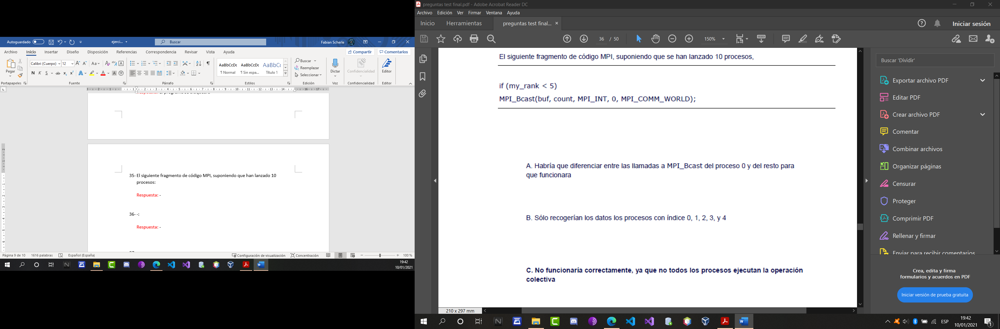 Autoguardado
ejerci...
Buscar
Fabian Scherle
Archivo Inicio Insertar Diseño Disposición Referencias Correspondencia Revisar Vista Ayuda
Compartir Comentarios
Pegar
Calibri (Cuerpo) 12
Aa
N K S ab x₂ x²
AaBbCcDc AaBbCcDc AaBbC
¶ Normal ¶ Sin espa... Título 1
Buscar
Reemplazar
Seleccionar
Dictar
Confidencialidad
Editor
Portapapeles Fuente Párrafo Estilos Edición Voz Confidencialidad Editor
35- El siguiente fragmento de código MPI, suponiendo que han lanzado 10
procesos:
Respuesta: -
36- -:
Respuesta: -
Página 9 de 10 1616 palabras Español (España) Configuración de visualización Concentración 100 %
19:42
10/01/2021
preguntas test final.pdf - Adobe Acrobat Reader DC
Archivo Edición Ver Firmar Ventana Ayuda
Inicio Herramientas preguntas test final... × Iniciar sesión
36 / 50 150%
El siguiente fragmento de código MPI, suponiendo que se han lanzado 10 procesos,
if (my_rank < 5)
MPI_Bcast(buf, count, MPI_INT, 0, MPI_COMM_WORLD);
A. Habría que diferenciar entre las llamadas a MPI_Bcast del proceso 0 y del resto para
que funcionara
B. Sólo recogerían los datos los procesos con índice 0, 1, 2, 3, y 4
C. No funcionaría correctamente, ya que no todos los procesos ejecutan la operación
colectiva
210 x 297 mm
Buscar 'Dividir'
Exportar archivo PDF
Editar PDF
Crear archivo PDF
Comentar
Combinar archivos
Organizar páginas
Censurar
Proteger
Comprimir PDF
Rellenar y firmar
Enviar para recibir comentarios
Crea, edita y firma
formularios y acuerdos en PDF
Iniciar versión de prueba gratuita
ESP
19:42
10/01/2021
1